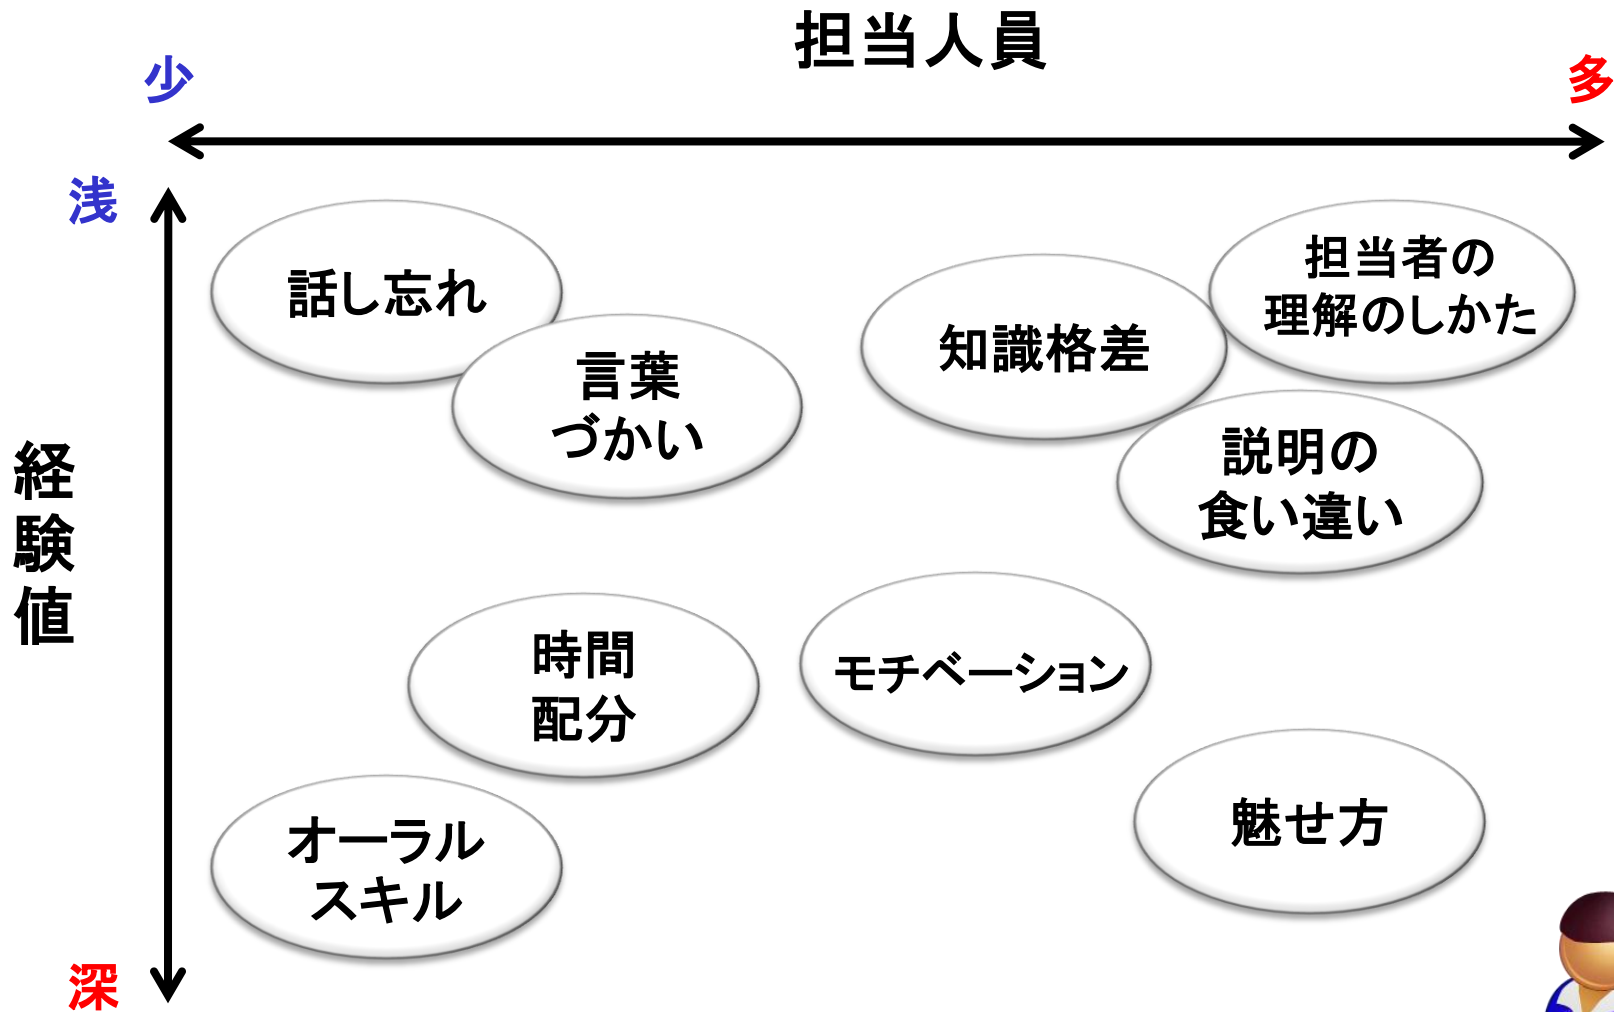 担当人員
少
多
浅
話し忘れ
言葉
づかい
知識格差
担当者の
理解のしかた
説明の
食い違い
経験値
時間
配分
モチベーション
オーラル
スキル
魅せ方
深